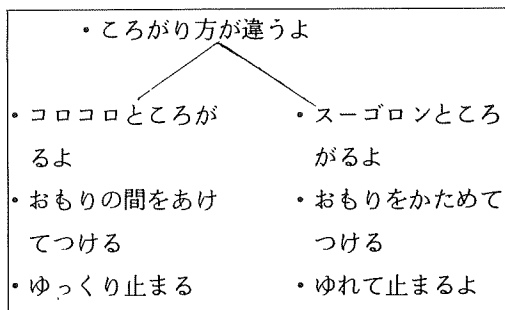 ・ころがり方が違うよ
・コロコロところが
るよ
・おもりの間をあけ
てつける
・ゆっくり止まる
・スーゴロンところ
がるよ
・おもりをかためて
つける
・ゆれて止まるよ